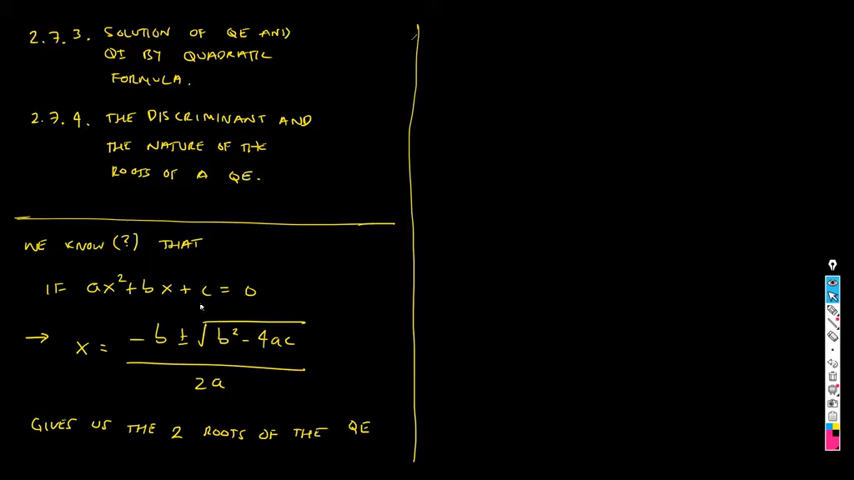 2.7.3. SOLUTION OF QE AND
QI BY QUADRATIC
FORMULA.
2.7.4. THE DISCRIMINANT AND
THE NATURE OF THE
ROOTS OF A QE.
WE KNOW (?) THAT
IF ax² + bx + c = 0
→ x = (-b ± √(b² - 4ac)) / 2a
GIVES US THE 2 ROOTS OF THE QE